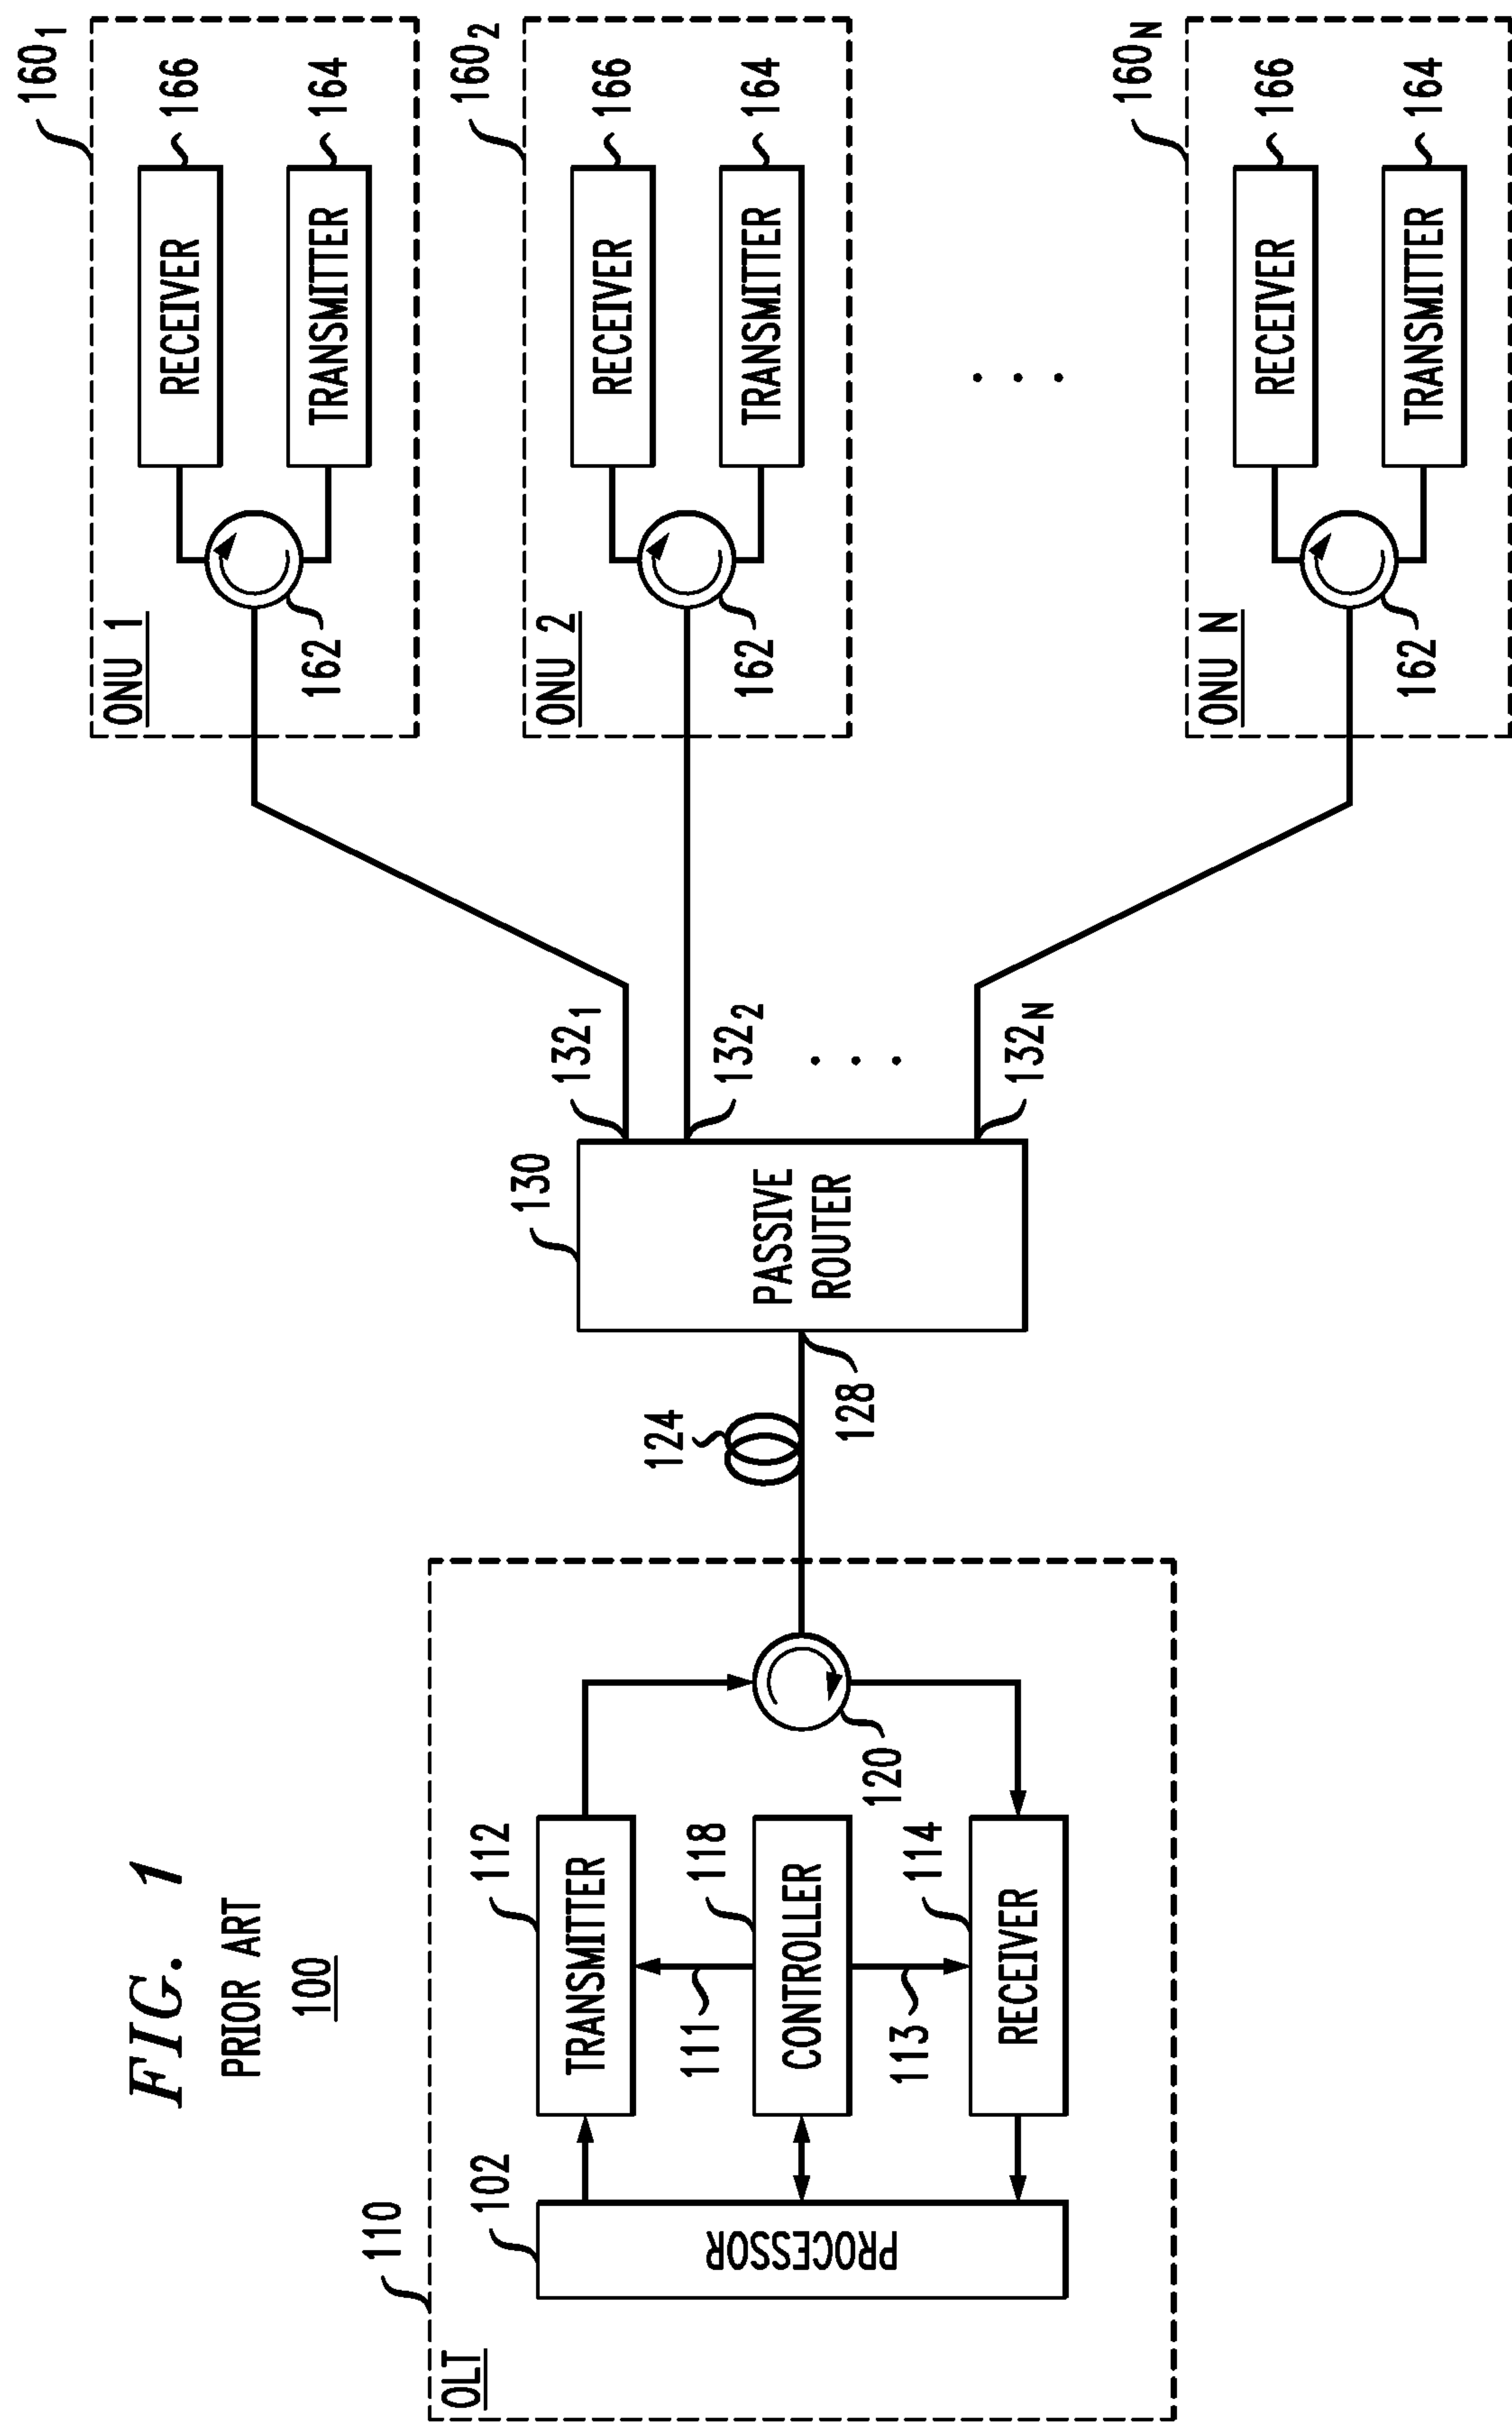 FIG. 1
PRIOR ART
100
110
OLT
102
PROCESSOR
112
TRANSMITTER
111
118
CONTROLLER
113
114
RECEIVER
120
124
128
130
PASSIVE
ROUTER
132₁
132₂
. . .
132N
160₁
ONU 1
162
RECEIVER
166
TRANSMITTER
164
160₂
ONU 2
162
RECEIVER
166
TRANSMITTER
164
. . .
160N
ONU N
162
RECEIVER
166
TRANSMITTER
164